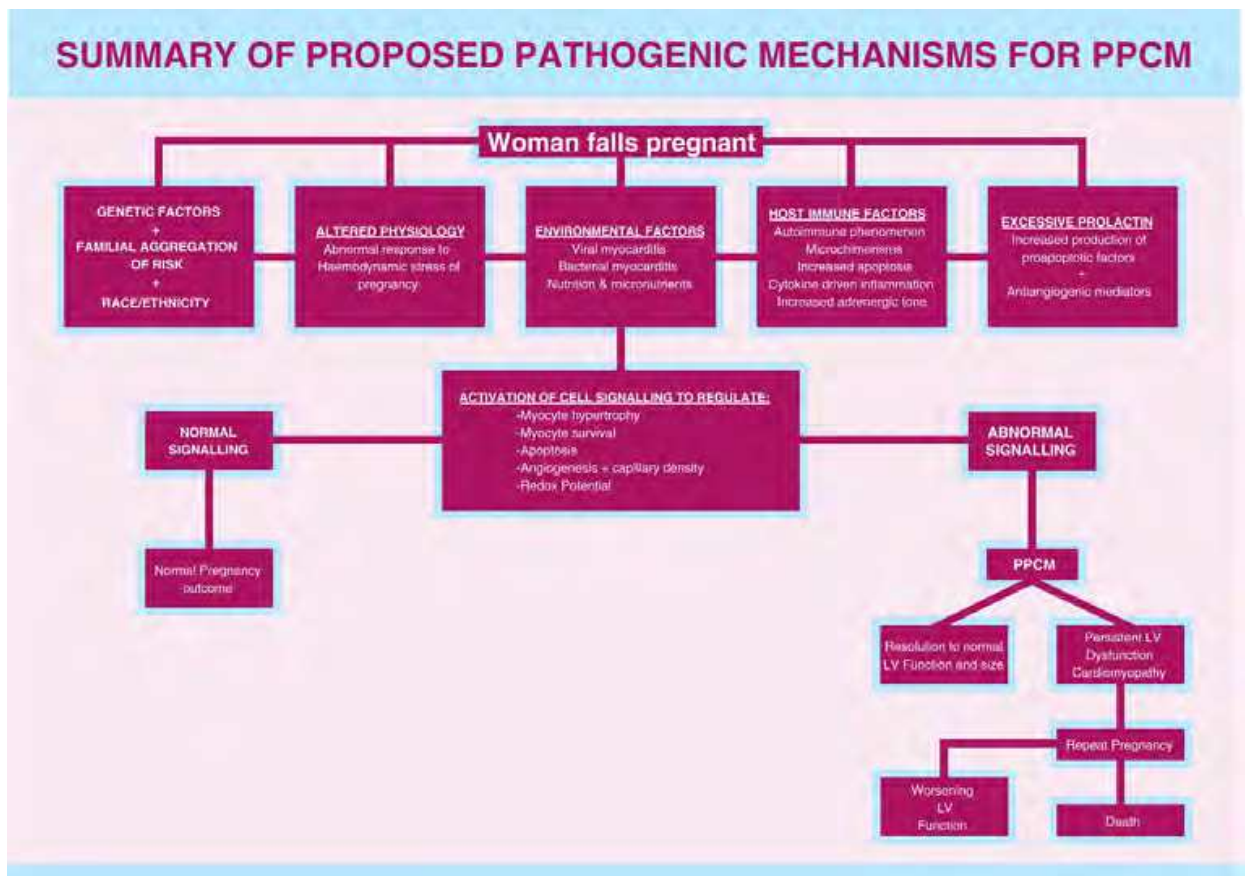 SUMMARY OF PROPOSED PATHOGENIC MECHANISMS FOR PPCM
Woman falls pregnant
GENETIC FACTORS
+
FAMILIAL AGGREGATION
OF RISK
+
RACE/ETHNICITY
ALTERED PHYSIOLOGY
Abnormal response to
Haemodynamic stress of
pregnancy
ENVIRONMENTAL FACTORS
Viral myocarditis
Bacterial myocarditis
Nutrition & micronutrients
HOST IMMUNE FACTORS
Autoimmune phenomenon
Microchimerisms
Increased apoptosis
Cytokine driven inflammation
Increased adrenergic tone
EXCESSIVE PROLACTIN
Increased production of
proapoptotic factors
+
Antiangiogenic mediators
ACTIVATION OF CELL SIGNALLING TO REGULATE:
-Myocyte hypertrophy
-Myocyte survival
-Apoptosis
-Angiogenesis + capillary density
-Redox Potential
NORMAL
SIGNALLING
Normal Pregnancy
outcome
ABNORMAL
SIGNALLING
PPCM
Resolution to normal
LV Function and size
Persistent LV
Dysfunction
Cardiomyopathy
Repeat Pregnancy
Worsening
LV
Function
Death